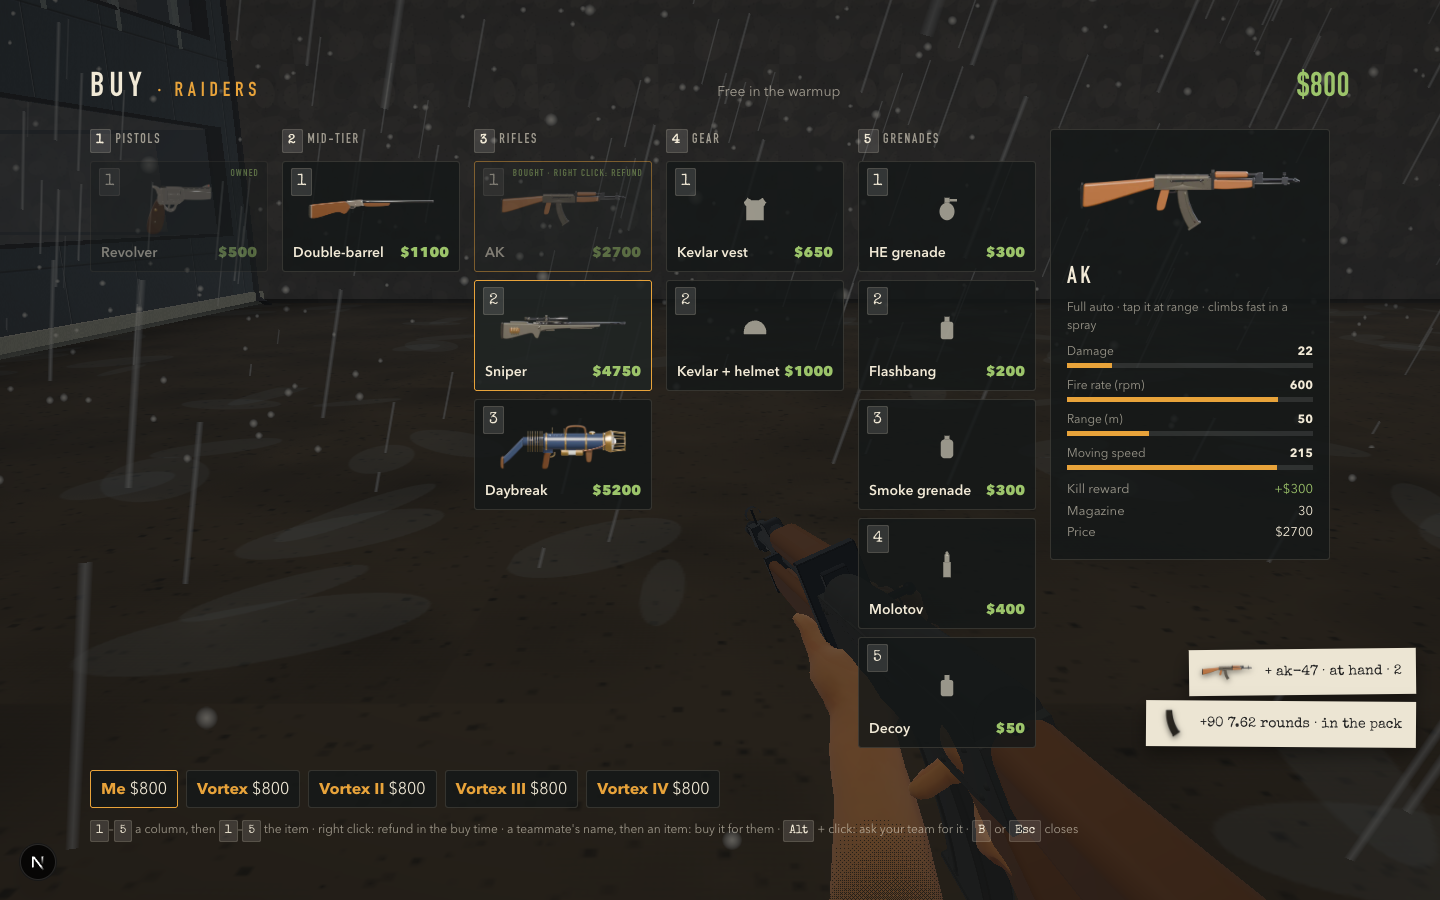 BUY · RAIDERS
Free in the warmup
$800
1 PISTOLS
2 MID-TIER
3 RIFLES
4 GEAR
5 GRENADES
1 OWNED
Revolver $500
1
Double-barrel $1100
1 BOUGHT · RIGHT CLICK: REFUND
AK $2700
2
Sniper $4750
3
Daybreak $5200
1
Kevlar vest $650
2
Kevlar + helmet $1000
1
HE grenade $300
2
Flashbang $200
3
Smoke grenade $300
4
Molotov $400
5
Decoy $50
AK
Full auto · tap it at range · climbs fast in a
spray
Damage 22
Fire rate (rpm) 600
Range (m) 50
Moving speed 215
Kill reward +$300
Magazine 30
Price $2700
+ ak-47 · at hand · 2
+90 7.62 rounds · in the pack
Me $800
Vortex $800
Vortex II $800
Vortex III $800
Vortex IV $800
1-5 a column, then 1-5 the item · right click: refund in the buy time · a teammate's name, then an item: buy it for them · Alt + click: ask your team for it · B or Esc closes
N